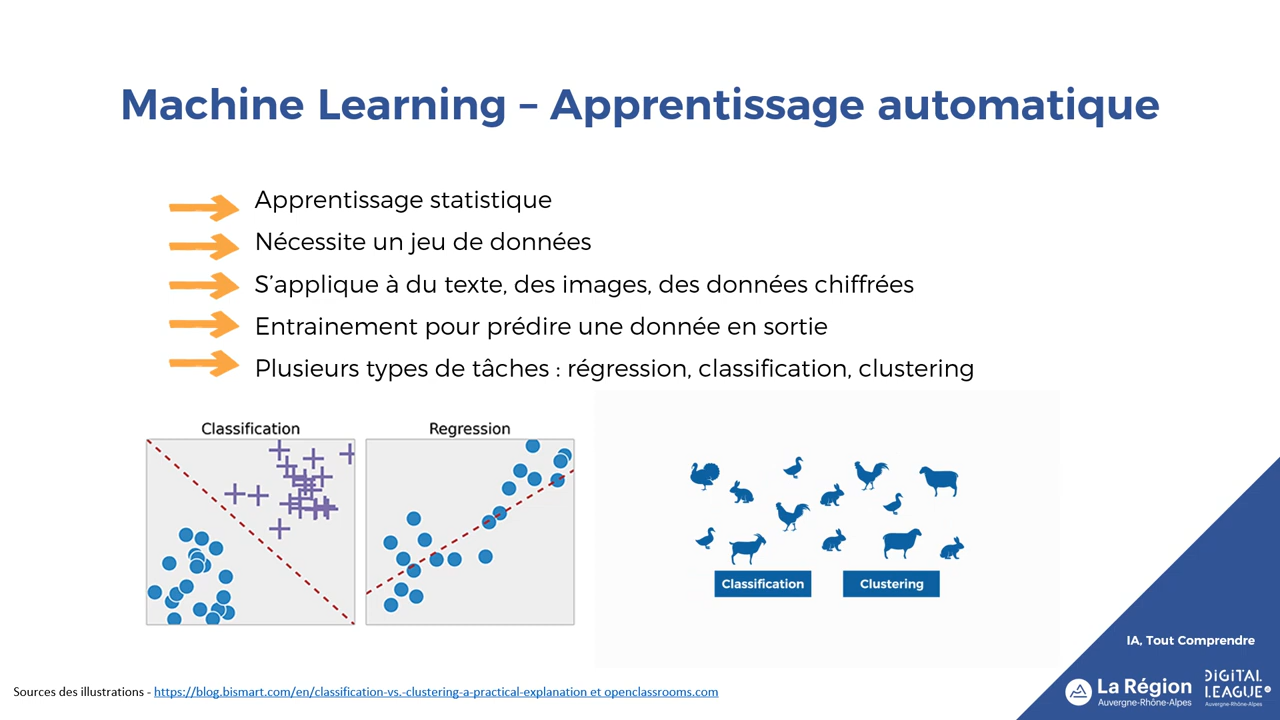 Machine Learning – Apprentissage automatique
Apprentissage statistique
Nécessite un jeu de données
S’applique à du texte, des images, des données chiffrées
Entrainement pour prédire une donnée en sortie
Plusieurs types de tâches : régression, classification, clustering
Classification
Regression
Classification
Clustering
IA, Tout Comprendre
Sources des illustrations - https://blog.bismart.com/en/classification-vs.-clustering-a-practical-explanation et openclassrooms.com
La Région
Auvergne-Rhône-Alpes
DIGITAL
LEAGUE
Auvergne-Rhône-Alpes